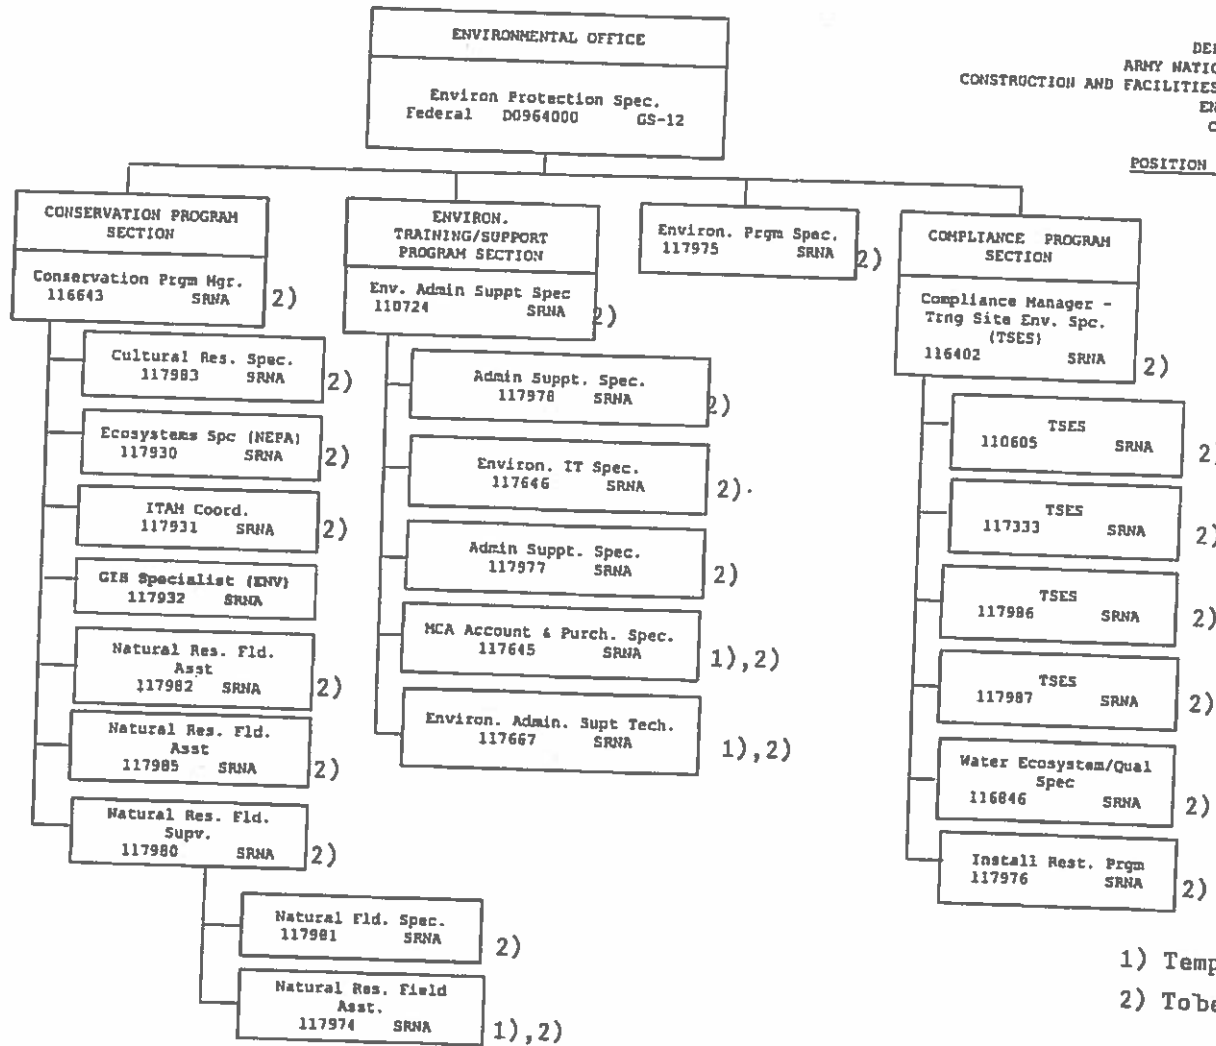 ENVIRONMENTAL OFFICE
Environ Protection Spec.
Federal D0964000 GS-12
ARMY
CONSTRUCTION AND FACILITIES
POSITION
CONSERVATION PROGRAM
SECTION
Conservation Prgm Mgr.
116643 SRNA 2)
Cultural Res. Spec.
117983 SRNA 2)
Ecosystems Spc (NEPA)
117930 SRNA 2)
ITAM Coord.
117931 SRNA 2)
GIS Specialist (ENV)
117932 SRNA
Natural Res. Fld.
Asst
117982 SRNA 2)
Natural Res. Fld.
Asst
117985 SRNA 2)
Natural Res. Fld.
Supv.
117980 SRNA 2)
Natural Fld. Spec.
117981 SRNA 2)
Natural Res. Field
Asst.
117974 SRNA 1),2)
ENVIRON.
TRAINING/SUPPORT
PROGRAM SECTION
Env. Admin Suppt Spec
110724 SRNA 2)
Admin Suppt. Spec.
117978 SRNA 2)
Environ. IT Spec.
117646 SRNA 2)
Admin Suppt. Spec.
117977 SRNA 2)
MCA Account & Purch. Spec.
117645 SRNA 1),2)
Environ. Admin. Supt Tech.
117667 SRNA 1),2)
Environ. Prgm Spec.
117975 SRNA 2)
COMPLIANCE PROGRAM
SECTION
Compliance Manager -
Trng Site Env. Spc.
(TSES)
116402 SRNA 2)
TSES
110605 SRNA 2)
TSES
117333 SRNA 2)
TSES
117986 SRNA 2)
TSES
117987 SRNA 2)
Water Ecosystem/Qual
Spec
116846 SRNA 2)
Install Rest. Prgm
117976 SRNA 2)
1) Temp
2) To be